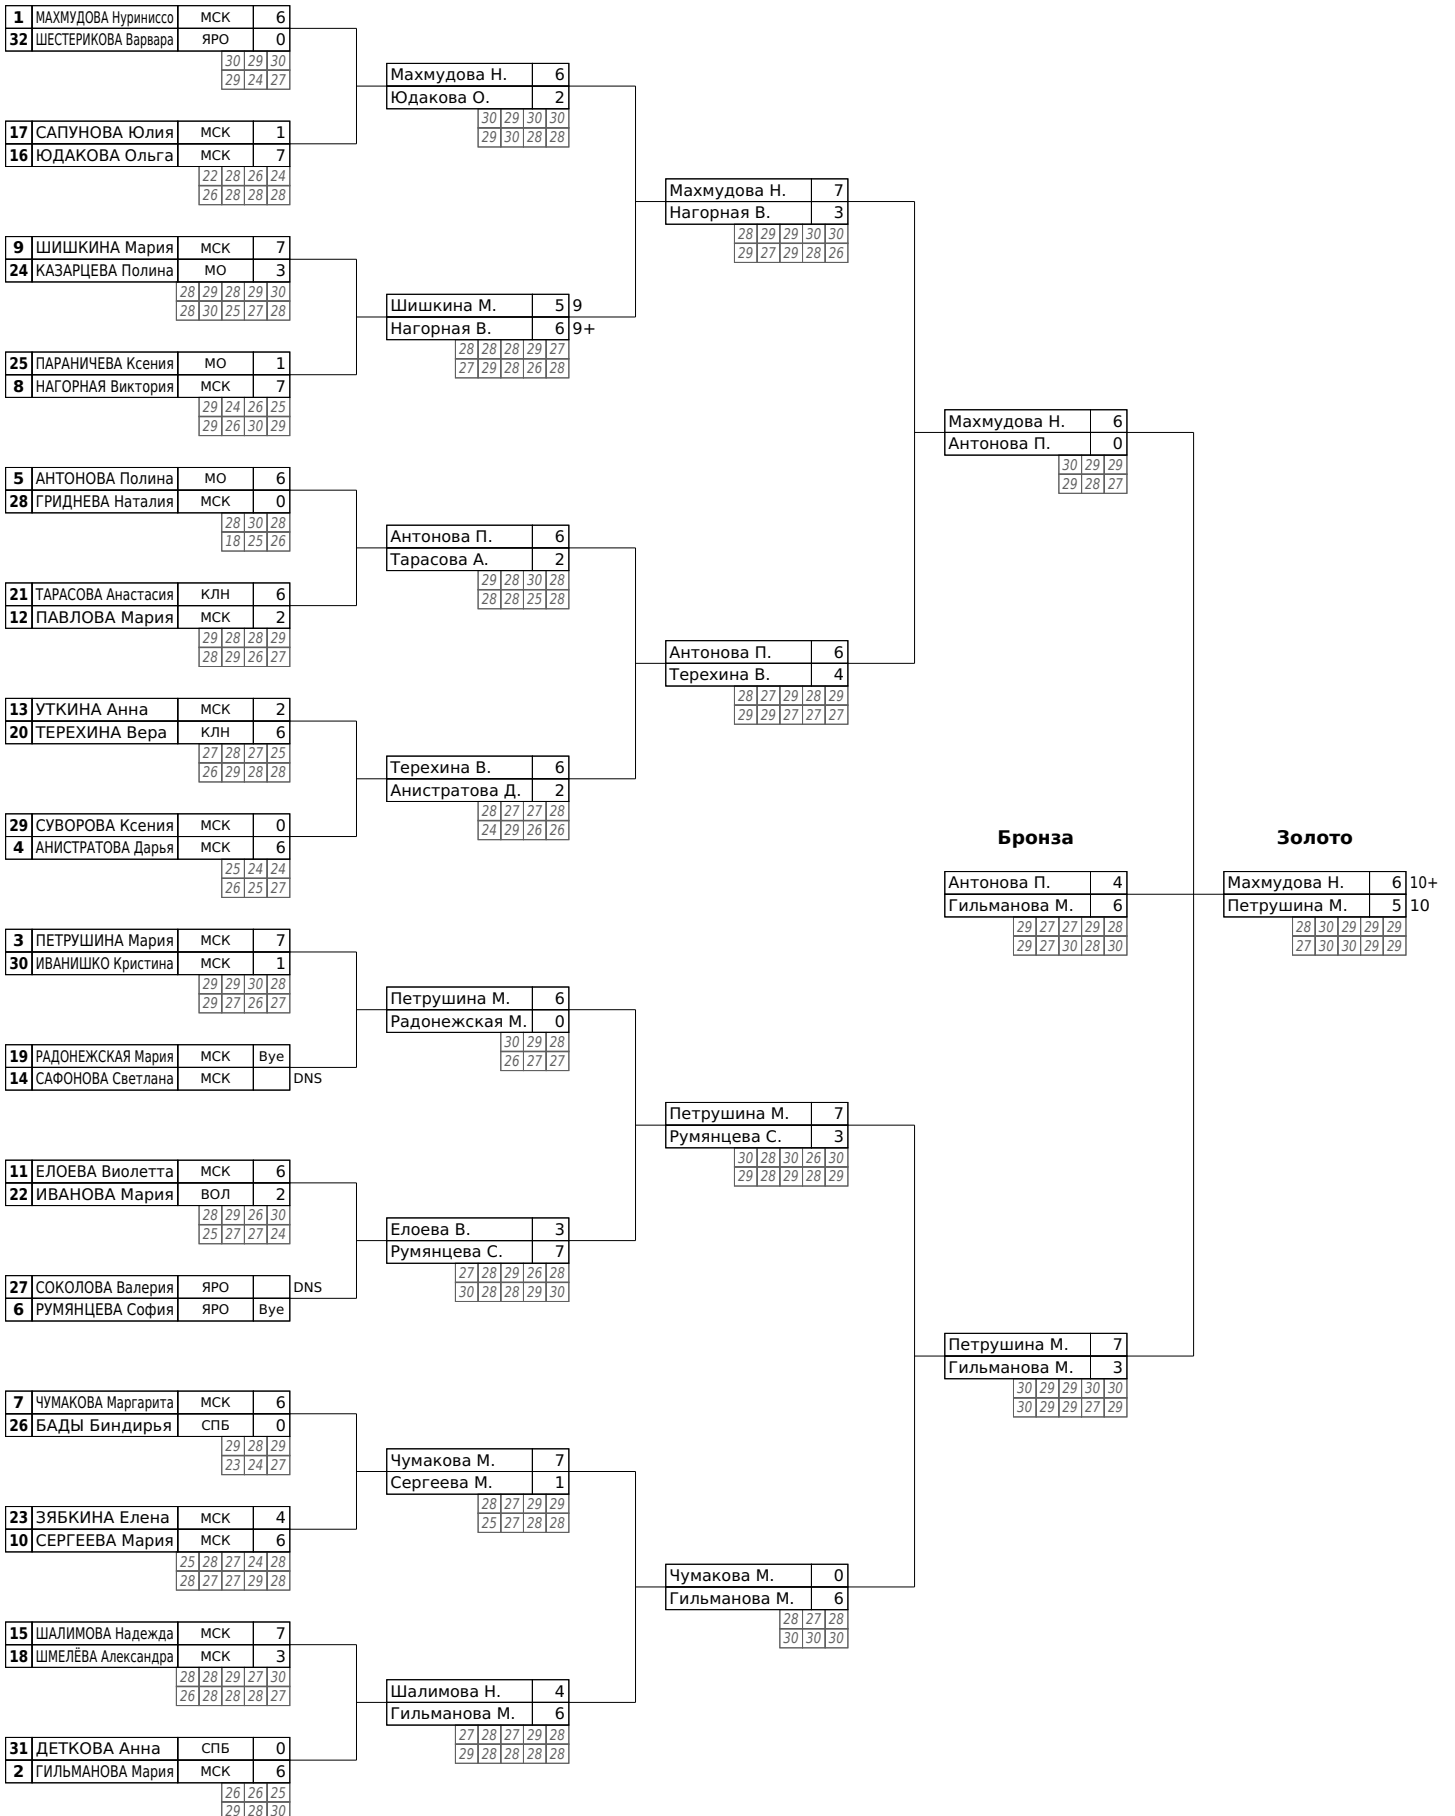 1 МАХМУДОВА Нуриниссо МСК 6
32 ШЕСТЕРИКОВА Варвара ЯРО 0
30 29 30
29 24 27
17 САПУНОВА Юлия МСК 1
16 ЮДАКОВА Ольга МСК 7
22 28 26 24
26 28 28 28
9 ШИШКИНА Мария МСК 7
24 КАЗАРЦЕВА Полина МО 3
28 29 28 29 30
28 30 25 27 28
25 ПАРАНИЧЕВА Ксения МО 1
8 НАГОРНАЯ Виктория МСК 7
29 24 26 25
29 26 30 29
5 АНТОНОВА Полина МО 6
28 ГРИДНЕВА Наталия МСК 0
28 30 28
18 25 26
21 ТАРАСОВА Анастасия КЛН 6
12 ПАВЛОВА Мария МСК 2
29 28 28 29
28 29 26 27
13 УТКИНА Анна МСК 2
20 ТЕРЕХИНА Вера КЛН 6
27 28 27 25
26 29 28 28
29 СУВОРОВА Ксения МСК 0
4 АНИСТРАТОВА Дарья МСК 6
25 24 24
26 25 27
3 ПЕТРУШИНА Мария МСК 7
30 ИВАНИШКО Кристина МСК 1
29 29 30 28
29 27 26 27
19 РАДОНЕЖСКАЯ Мария МСК Bye
14 САФОНОВА Светлана МСК DNS
11 ЕЛОЕВА Виолетта МСК 6
22 ИВАНОВА Мария ВОЛ 2
28 29 26 30
25 27 27 24
27 СОКОЛОВА Валерия ЯРО DNS
6 РУМЯНЦЕВА София ЯРО Bye
7 ЧУМАКОВА Маргарита МСК 6
26 БАДЫ Биндирья СПБ 0
29 28 29
23 24 27
23 ЗЯБКИНА Елена МСК 4
10 СЕРГЕЕВА Мария МСК 6
25 28 27 24 28
28 27 27 29 28
15 ШАЛИМОВА Надежда МСК 7
18 ШМЕЛЁВА Александра МСК 3
28 28 29 27 30
26 28 28 28 27
31 ДЕТКОВА Анна СПБ 0
2 ГИЛЬМАНОВА Мария МСК 6
26 26 25
29 28 30
Махмудова Н. 6
Юдакова О. 2
30 29 30 30
29 30 28 28
Шишкина М. 5 9
Нагорная В. 6 9+
28 28 28 29 27
27 29 28 26 28
Антонова П. 6
Тарасова А. 2
29 28 30 28
28 28 25 28
Терехина В. 6
Анистратова Д. 2
28 27 27 28
24 29 26 26
Петрушина М. 6
Радонежская М. 0
30 29 28
26 27 27
Елоева В. 3
Румянцева С. 7
27 28 29 26 28
30 28 28 29 30
Чумакова М. 7
Сергеева М. 1
28 27 29 29
25 27 28 28
Шалимова Н. 4
Гильманова М. 6
27 28 27 29 28
29 28 28 28 28
Махмудова Н. 7
Нагорная В. 3
28 29 29 30 30
29 27 29 28 26
Антонова П. 6
Терехина В. 4
28 27 29 28 29
29 29 27 27 27
Петрушина М. 7
Румянцева С. 3
30 28 30 26 30
29 28 29 28 29
Чумакова М. 0
Гильманова М. 6
28 27 28
30 30 30
Махмудова Н. 6
Антонова П. 0
30 29 29
29 28 27
Петрушина М. 7
Гильманова М. 3
30 29 29 30 30
30 29 29 27 29
Бронза
Антонова П. 4
Гильманова М. 6
29 27 27 29 28
29 27 30 28 30
Золото
Махмудова Н. 6 10+
Петрушина М. 5 10
28 30 29 29 29
27 30 30 29 29